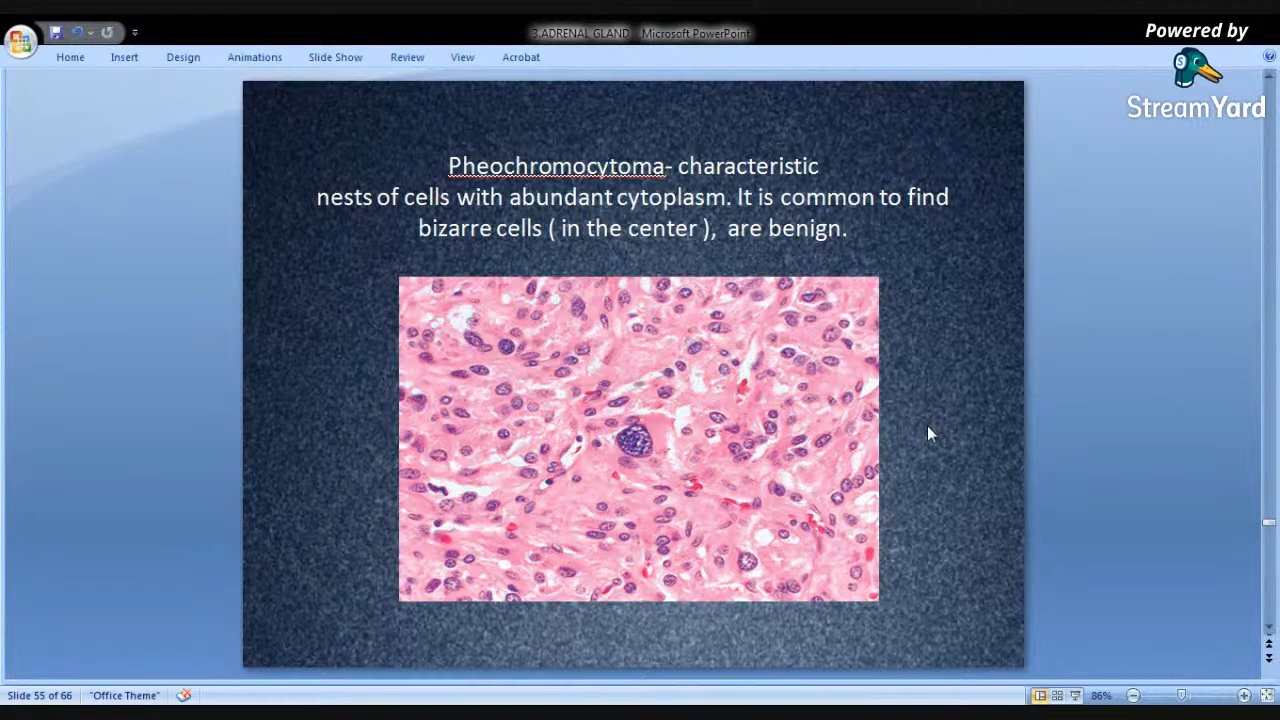 3.ADRENAL GLAND Microsoft PowerPoint
Powered by
StreamYard
Home Insert Design Animations Slide Show Review View Acrobat
Pheochromocytoma- characteristic
nests of cells with abundant cytoplasm. It is common to find
bizarre cells ( in the center ), are benign.
Slide 55 of 66 "Office Theme" 86%